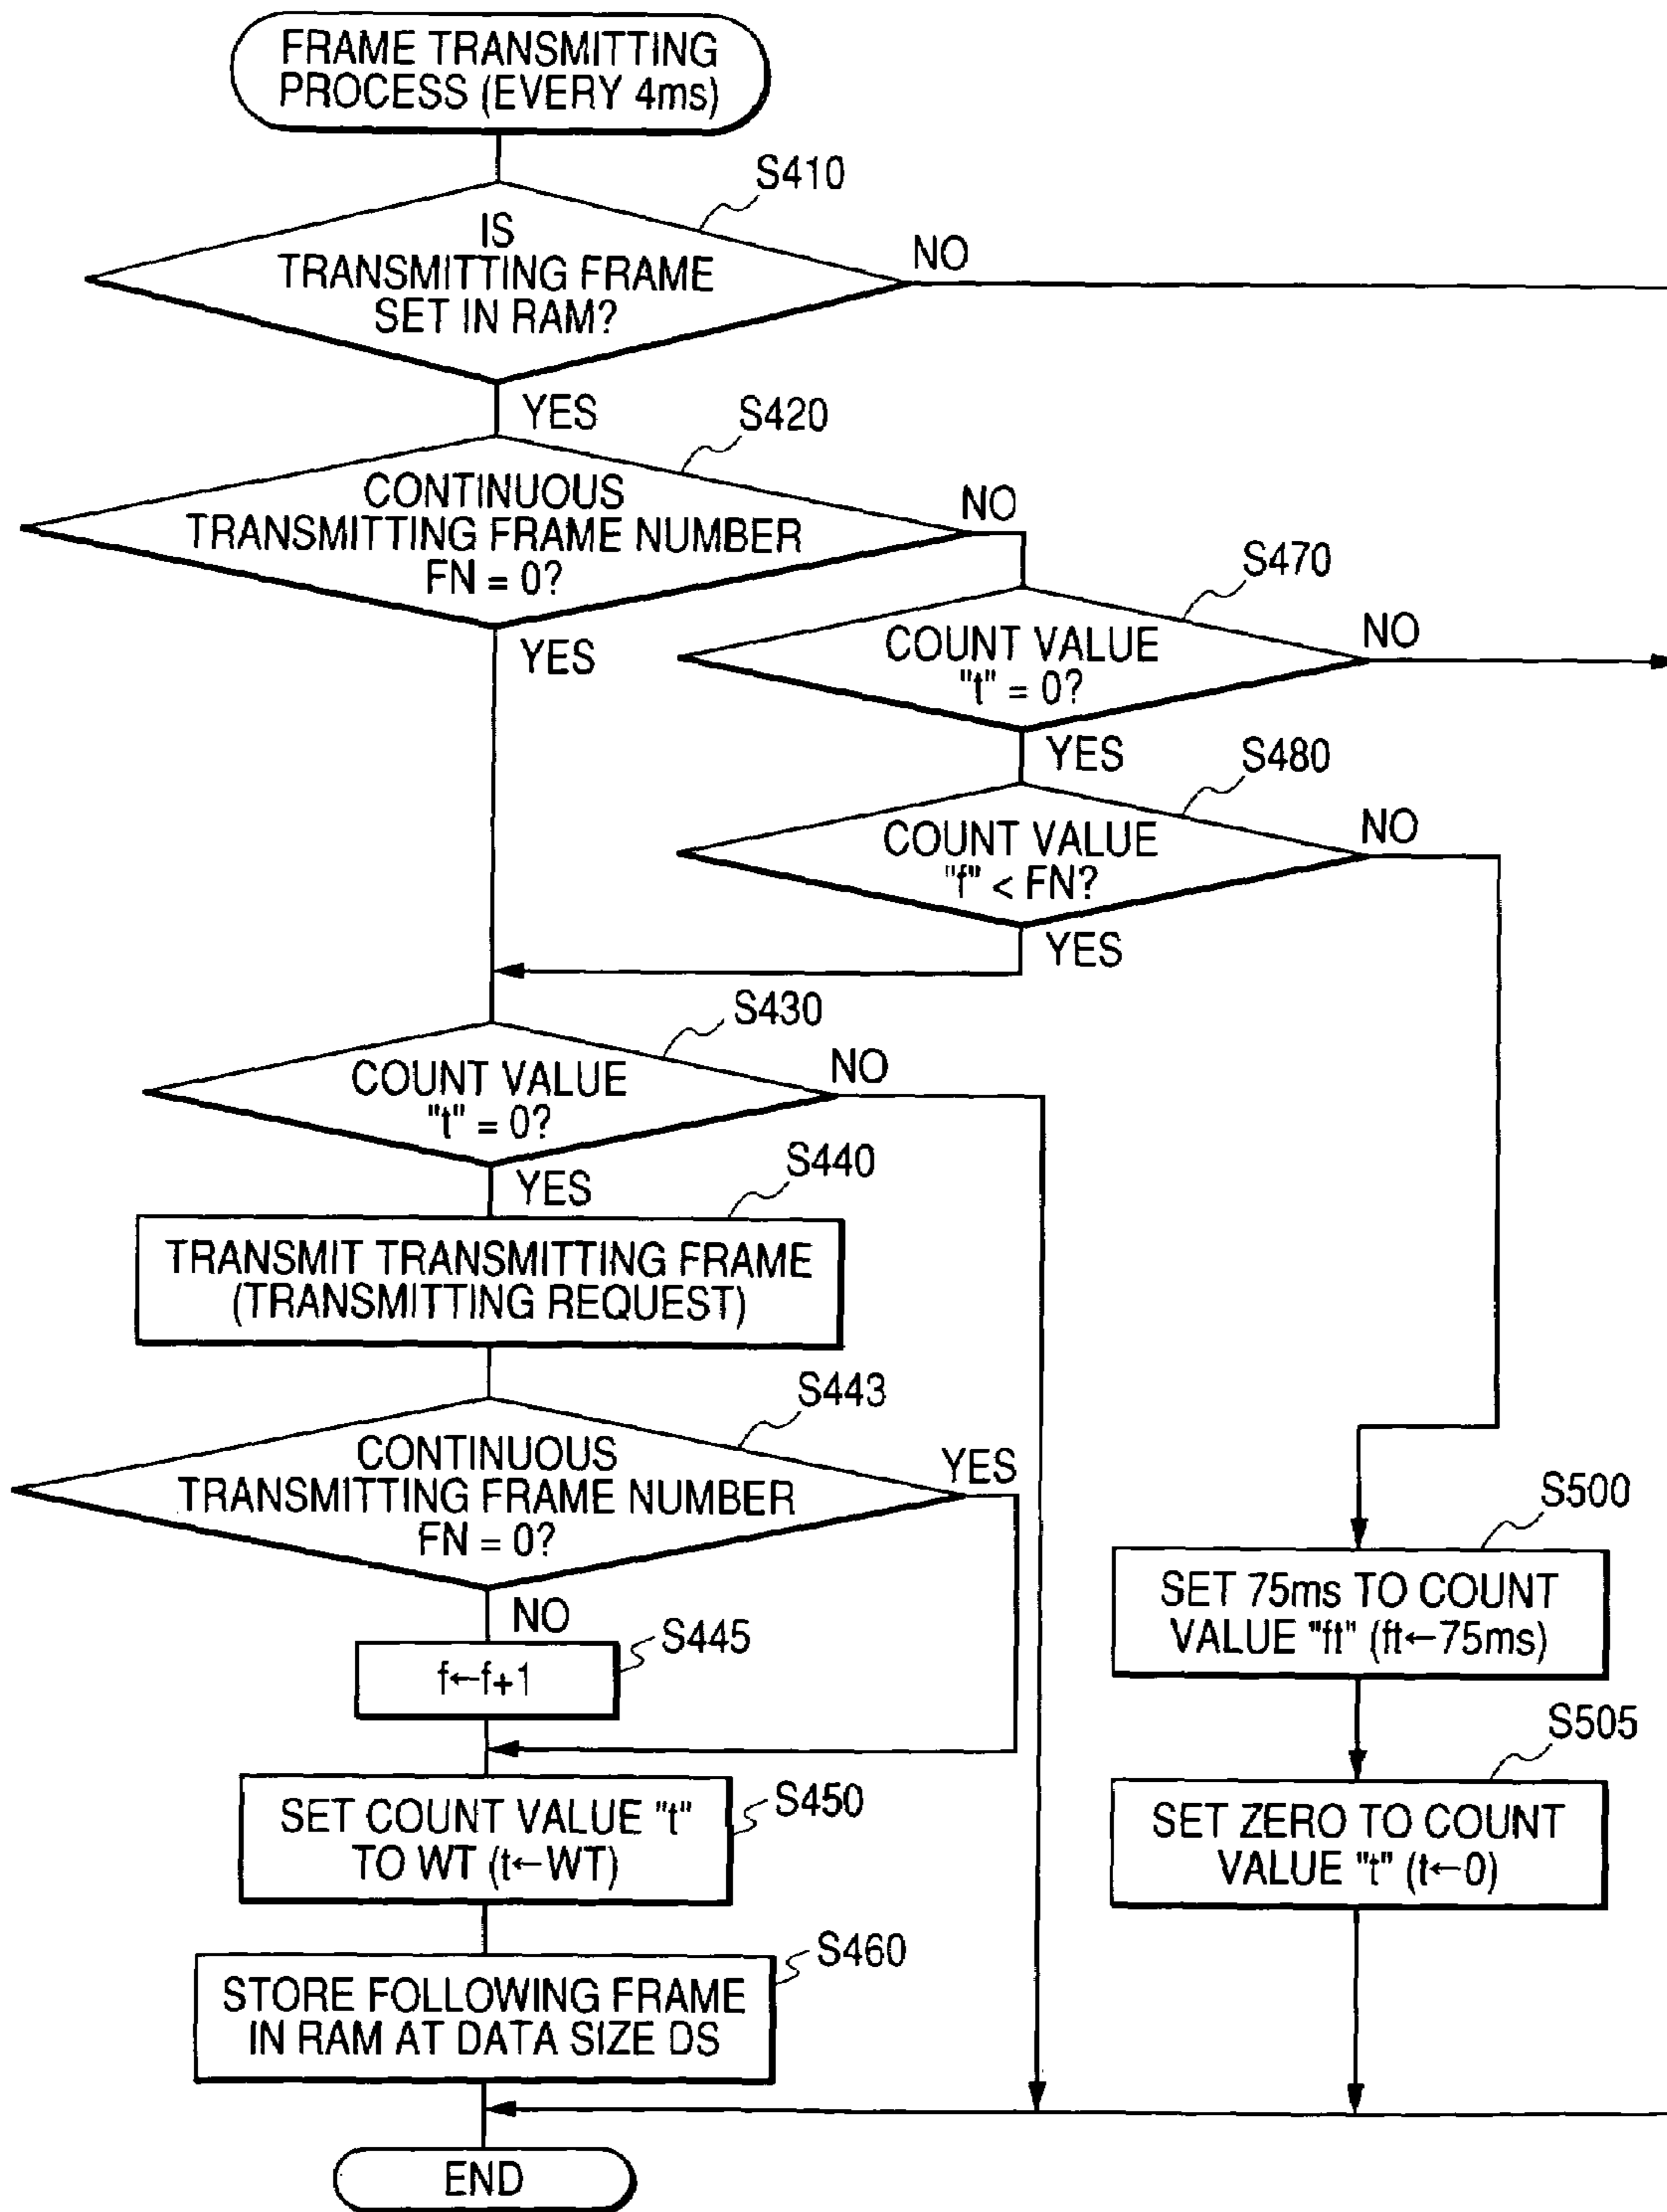 FRAME TRANSMITTING
PROCESS (EVERY 4ms)
S410
IS
TRANSMITTING FRAME
SET IN RAM?
NO
YES
S420
CONTINUOUS
TRANSMITTING FRAME NUMBER
FN = 0?
NO
YES
S470
COUNT VALUE
"t" = 0?
NO
YES
S480
COUNT VALUE
"f" < FN?
NO
YES
S430
COUNT VALUE
"t" = 0?
NO
YES
S440
TRANSMIT TRANSMITTING FRAME
(TRANSMITTING REQUEST)
S443
CONTINUOUS
TRANSMITTING FRAME NUMBER
FN = 0?
YES
NO
S445
f←f+1
S450
SET COUNT VALUE "t"
TO WT (t←WT)
S460
STORE FOLLOWING FRAME
IN RAM AT DATA SIZE DS
S500
SET 75ms TO COUNT
VALUE "ft" (ft←75ms)
S505
SET ZERO TO COUNT
VALUE "t" (t←0)
END